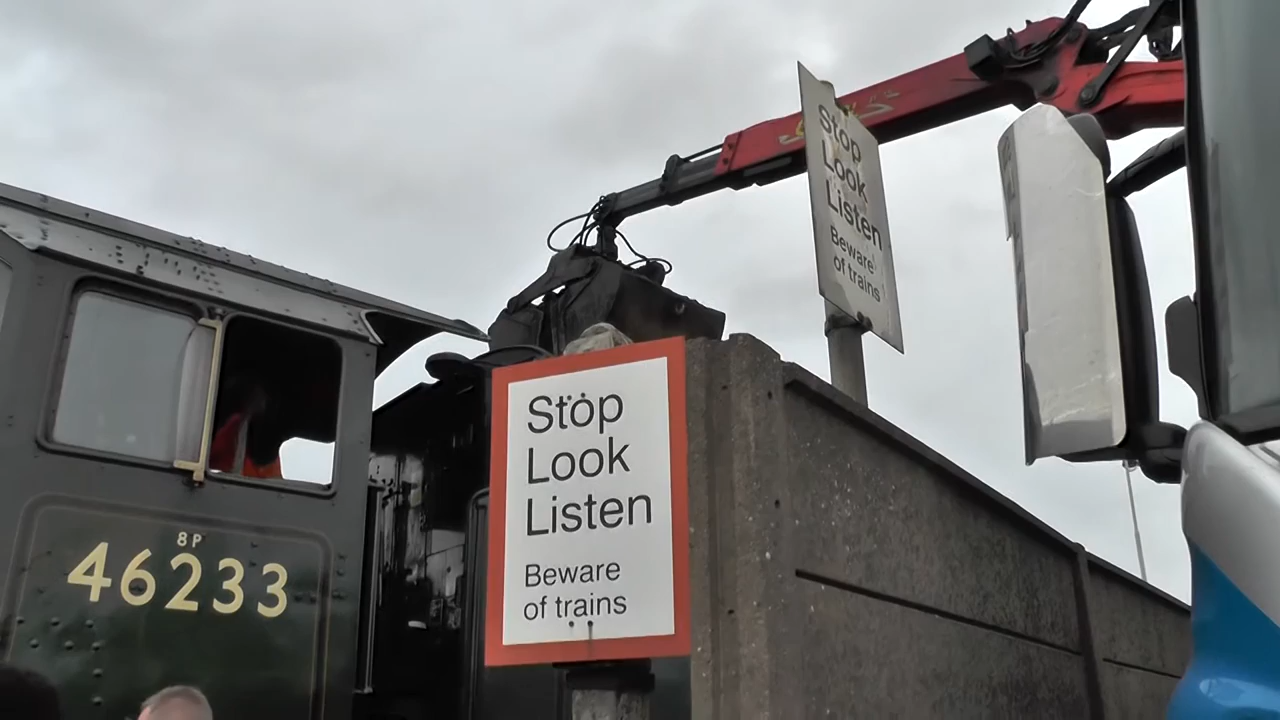 Stop
Look
Listen
Beware
of trains
Stop
Look
Listen
Beware
of trains
8P
46233